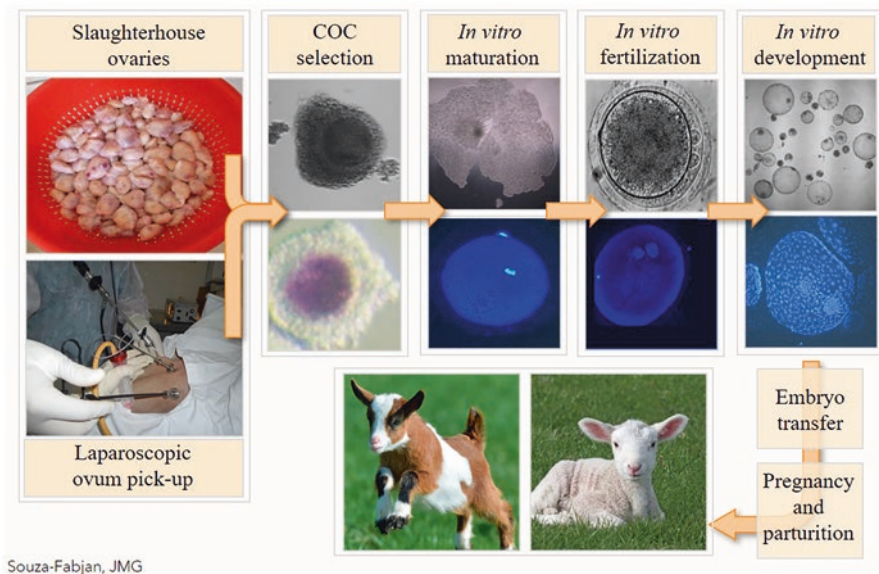 Slaughterhouse
ovaries
COC
selection
In vitro
maturation
In vitro
fertilization
In vitro
development
Laparoscopic
ovum pick-up
Embryo
transfer
Pregnancy
and
parturition
Souza-Fabjan, JMG